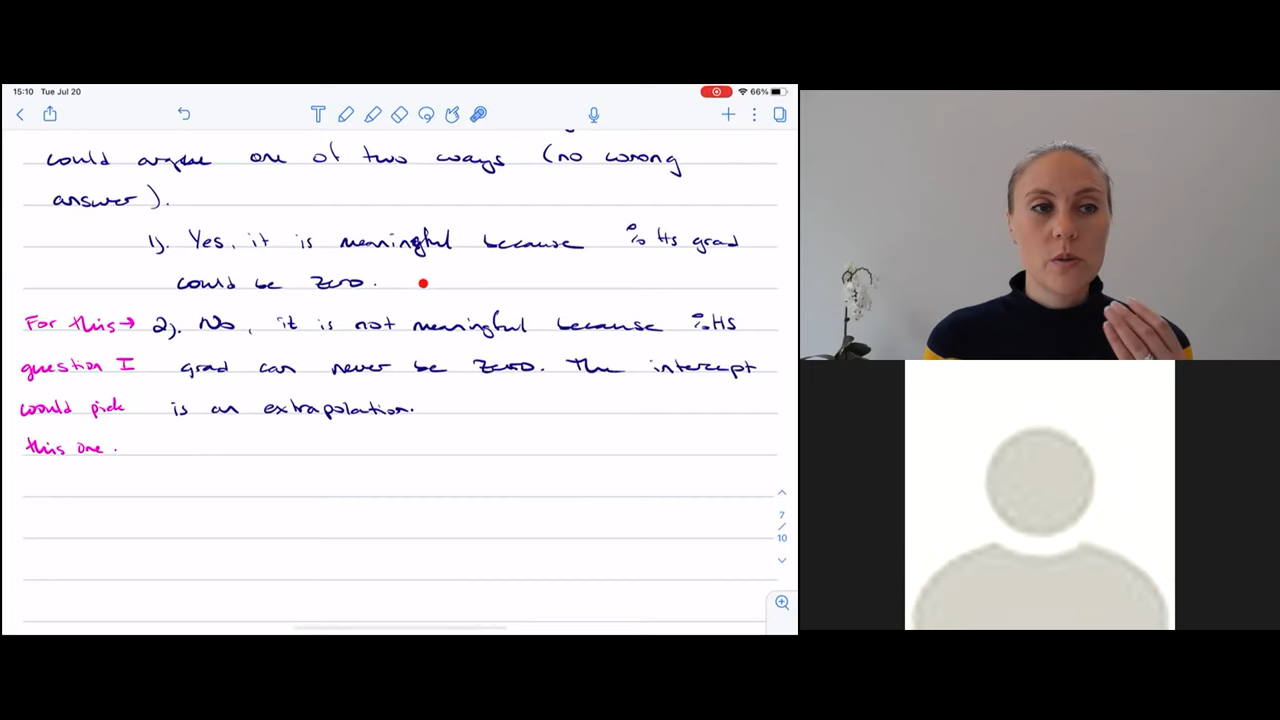 15:10 Tue Jul 20
66%
T
could argue one of two ways (no wrong
answer).
1). Yes, it is meaningful because % Hs grad
could be zero.
For this → 2). No, it is not meaningful because %HS
question I grad can never be zero. The intercept
would pick is an extrapolation.
this one.
7
/
10